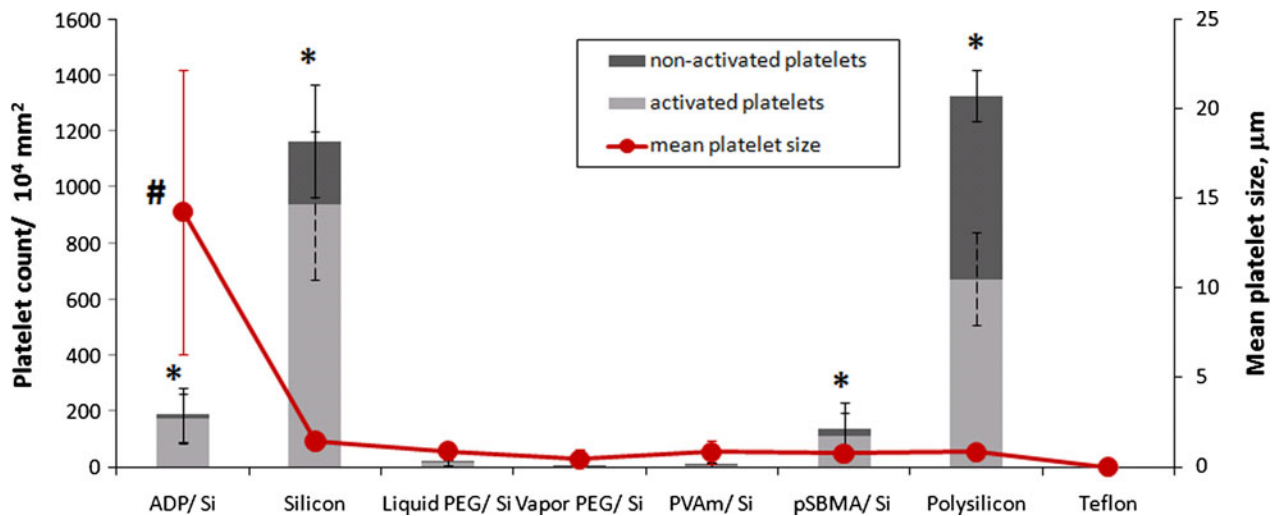 Platelet count/ 10⁴ mm²
1600
1400
1200
1000
800
600
400
200
0
#
*
*
*
*
non-activated platelets
activated platelets
mean platelet size
25
20
15
10
5
0
Mean platelet size, μm
ADP/ Si
Silicon
Liquid PEG/ Si
Vapor PEG/ Si
PVAm/ Si
pSBMA/ Si
Polysilicon
Teflon